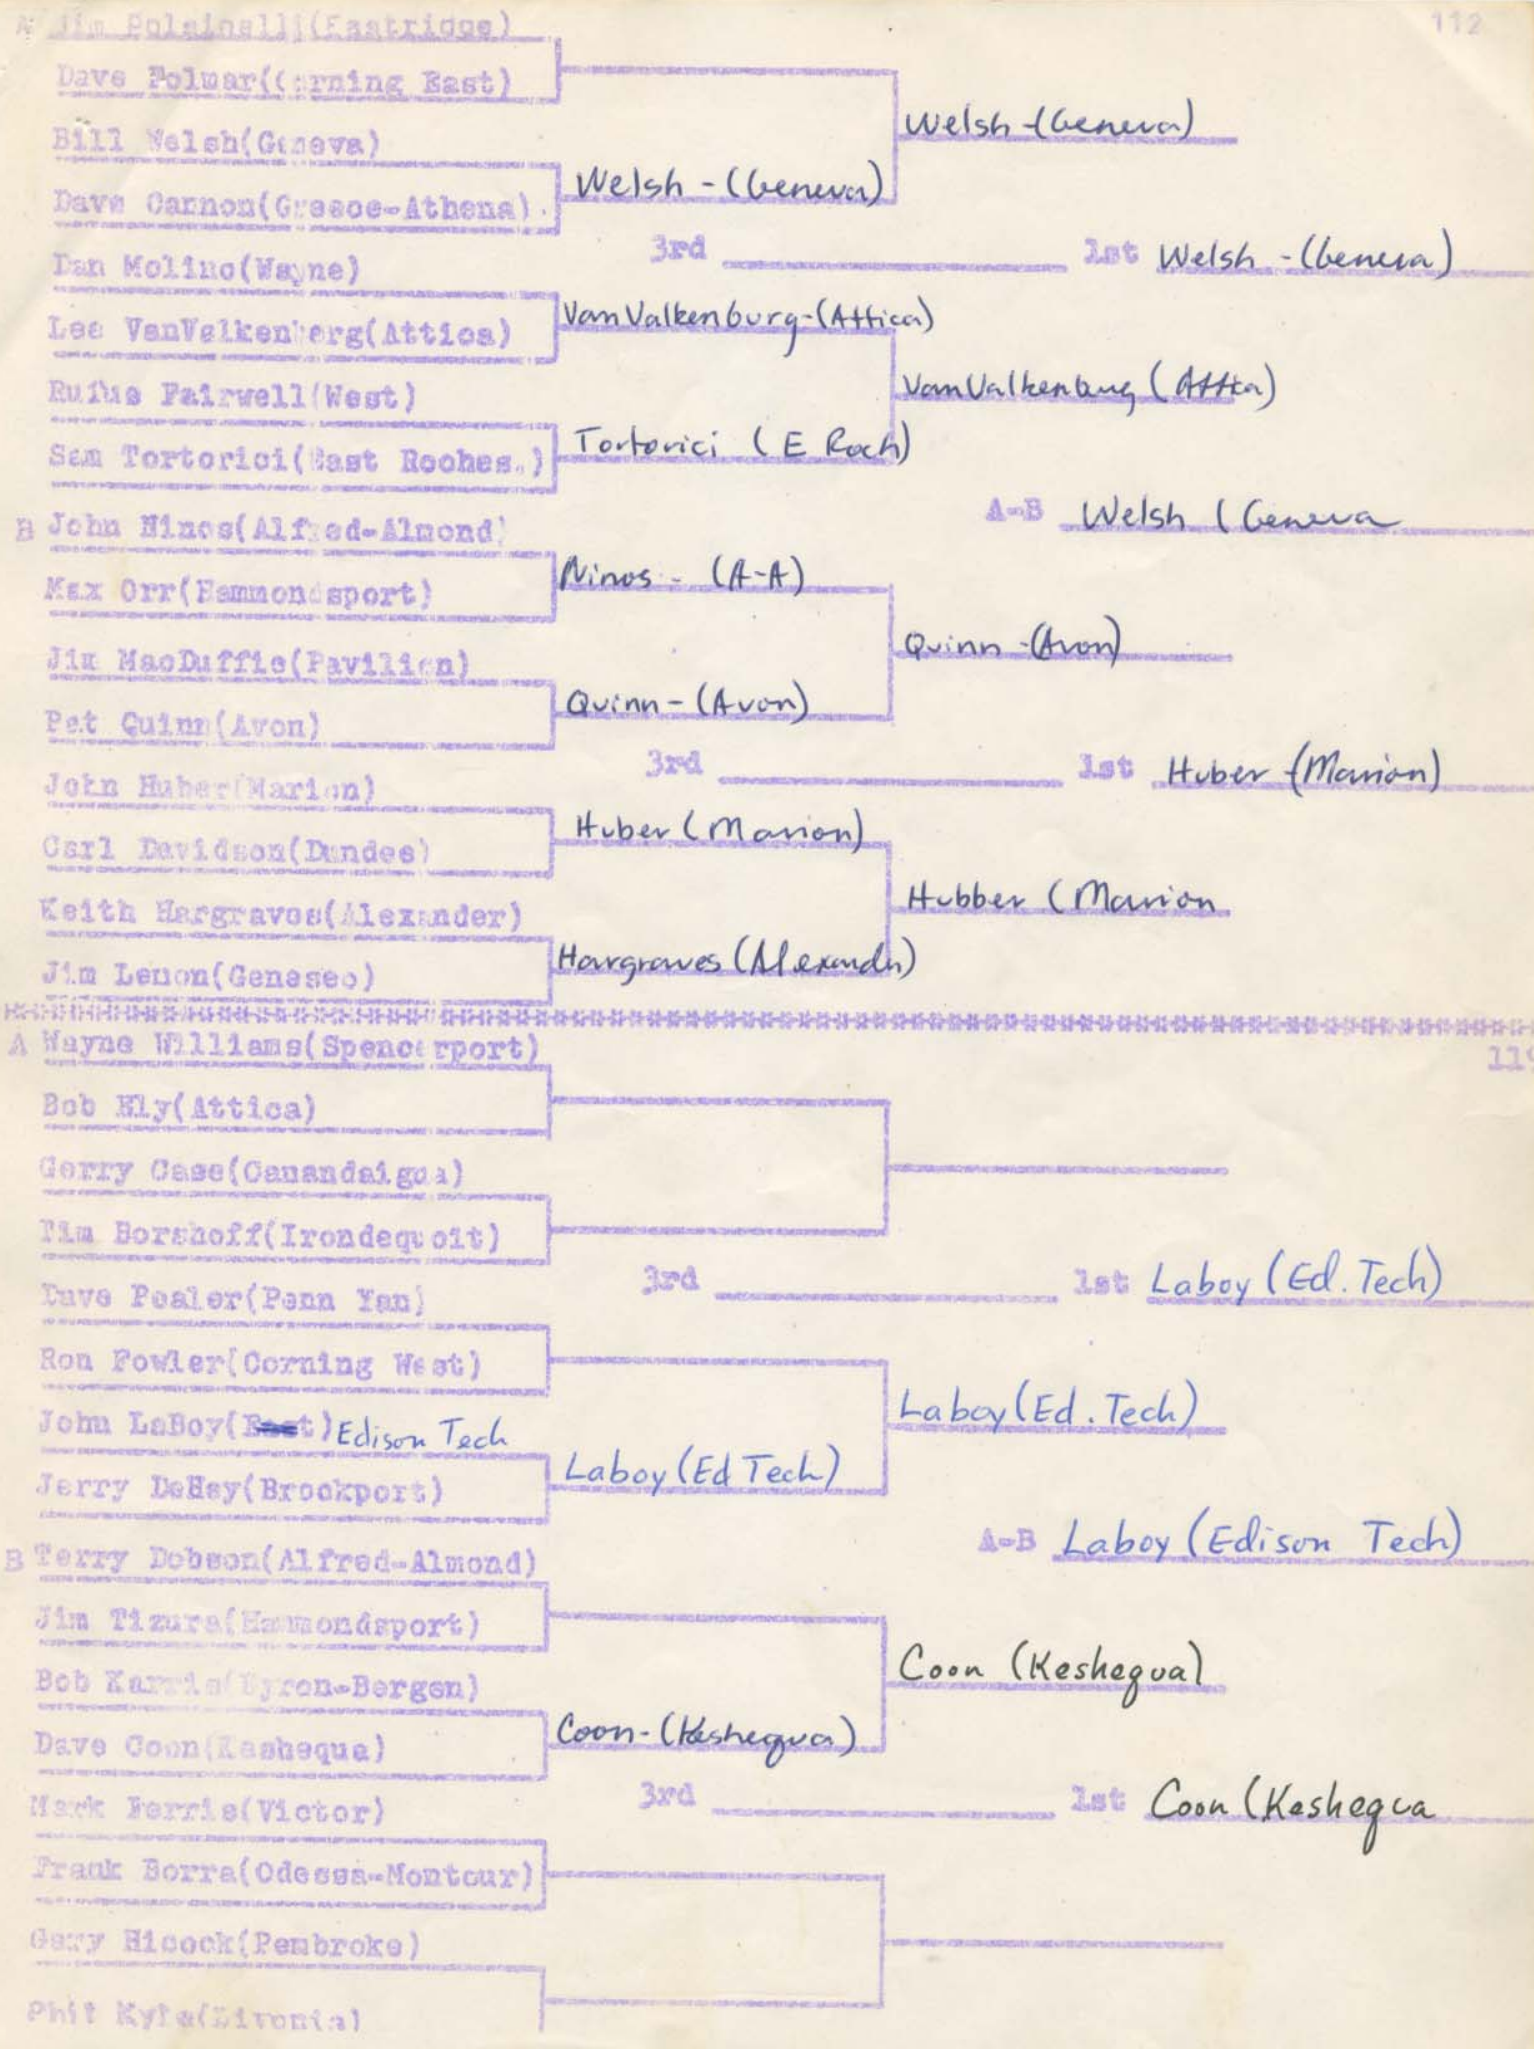 A Jim Polsinelli(Eastridge)
112
Dave Folmar(Corning East)
Welsh-(Geneva)
Bill Welsh(Geneva)
Welsh-(Geneva)
Dave Cannon(Greece-Athena)
3rd 1st Welsh-(Geneva)
Dan Molino(Wayne)
VanValkenburg-(Attica)
Lee VanValkenberg(Attica)
VanValkenburg (Attica)
Rufus Fairwell(West)
Tortorici (E Roch)
Sam Tortorici(East Roches.)
A-B Welsh (Geneva
B John Ninos(Alfred-Almond)
Ninos- (A-A)
Max Orr(Hammondsport)
Quinn-(Avon)
Jim MacDuffie(Pavilion)
Quinn-(Avon)
Pat Quinn(Avon)
3rd 1st Huber (Marion)
John Huber(Marion)
Huber (Marion)
Carl Davidson(Dundee)
Hubber (Marion
Keith Hargraves(Alexander)
Hargraves (Alexander)
Jim Lemon(Geneseo)
A Wayne Williams(Spencerport)
119
Bob Ely(Attica)
Gerry Case(Canandaigua)
Tim Borshoff(Irondequoit)
3rd 1st Laboy (Ed. Tech)
Dave Pealer(Penn Yan)
Ron Fowler(Corning West)
Laboy (Ed. Tech)
John LaBoy(East) Edison Tech
Laboy (Ed Tech)
Jerry DeHay(Brockport)
A-B Laboy (Edison Tech)
B Terry Dobson(Alfred-Almond)
Jim Tizura(Hammondsport)
Coon (Keshequa)
Bob Karris(Byron-Bergen)
Coon-(Keshequa)
Dave Coon(Keshequa)
3rd 1st Coon (Keshequa
Mark Ferris(Victor)
Frank Borra(Odessa-Montour)
Gary Hicock(Pembroke)
Phil Kyle(Livonia)